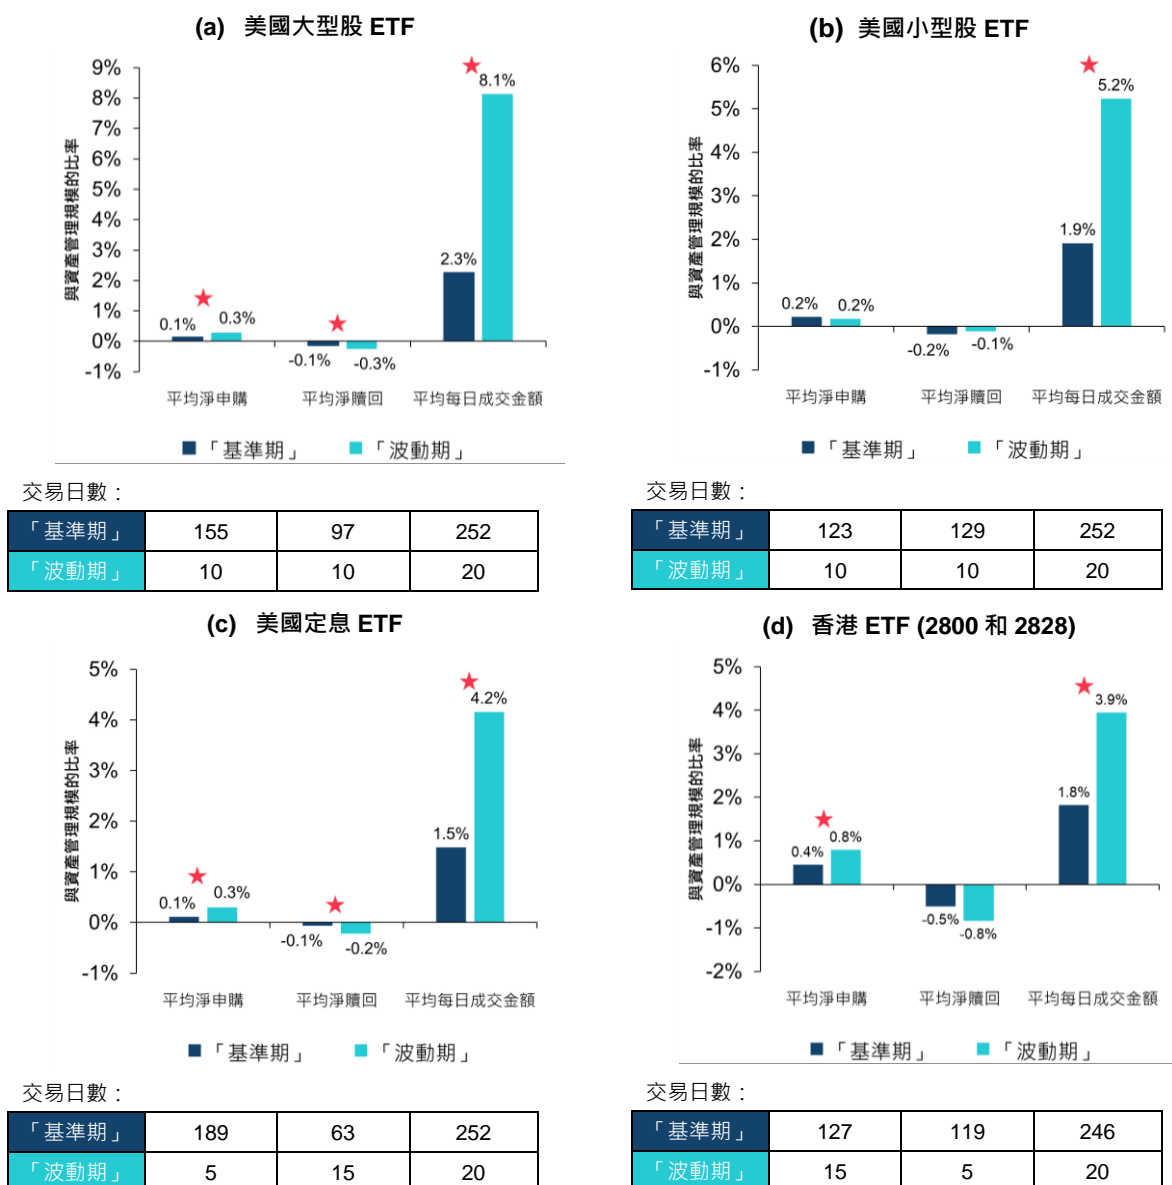 (a) 美國大型股 ETF
與資產管理規模的比率
9%
8%
7%
6%
5%
4%
3%
2%
1%
0%
-1%
0.1%
0.3%
-0.1%
-0.3%
2.3%
8.1%
平均淨申購
平均淨贖回
平均每日成交金額
「基準期」
「波動期」
交易日數：
「基準期」 155 97 252
「波動期」 10 10 20
(b) 美國小型股 ETF
與資產管理規模的比率
6%
5%
4%
3%
2%
1%
0%
-1%
0.2%
0.2%
-0.2%
-0.1%
1.9%
5.2%
平均淨申購
平均淨贖回
平均每日成交金額
「基準期」
「波動期」
交易日數：
「基準期」 123 129 252
「波動期」 10 10 20
(c) 美國定息 ETF
與資產管理規模的比率
5%
4%
3%
2%
1%
0%
-1%
0.1%
0.3%
-0.1%
-0.2%
1.5%
4.2%
平均淨申購
平均淨贖回
平均每日成交金額
「基準期」
「波動期」
交易日數：
「基準期」 189 63 252
「波動期」 5 15 20
(d) 香港 ETF (2800 和 2828)
與資產管理規模的比率
5%
4%
3%
2%
1%
0%
-1%
-2%
0.4%
0.8%
-0.5%
-0.8%
1.8%
3.9%
平均淨申購
平均淨贖回
平均每日成交金額
「基準期」
「波動期」
交易日數：
「基準期」 127 119 246
「波動期」 15 5 20